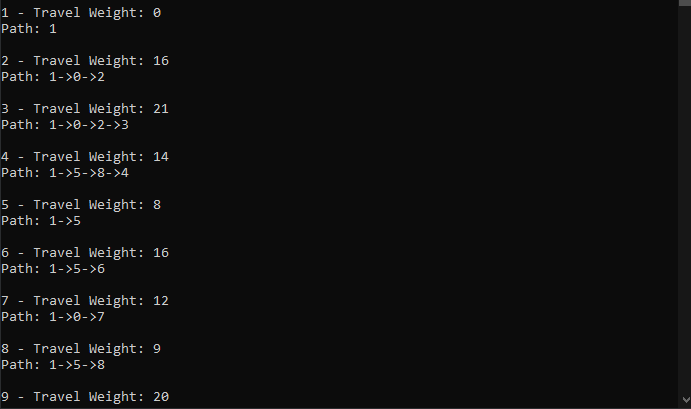 1 - Travel Weight: 0
Path: 1
2 - Travel Weight: 16
Path: 1->0->2
3 - Travel Weight: 21
Path: 1->0->2->3
4 - Travel Weight: 14
Path: 1->5->8->4
5 - Travel Weight: 8
Path: 1->5
6 - Travel Weight: 16
Path: 1->5->6
7 - Travel Weight: 12
Path: 1->0->7
8 - Travel Weight: 9
Path: 1->5->8
9 - Travel Weight: 20